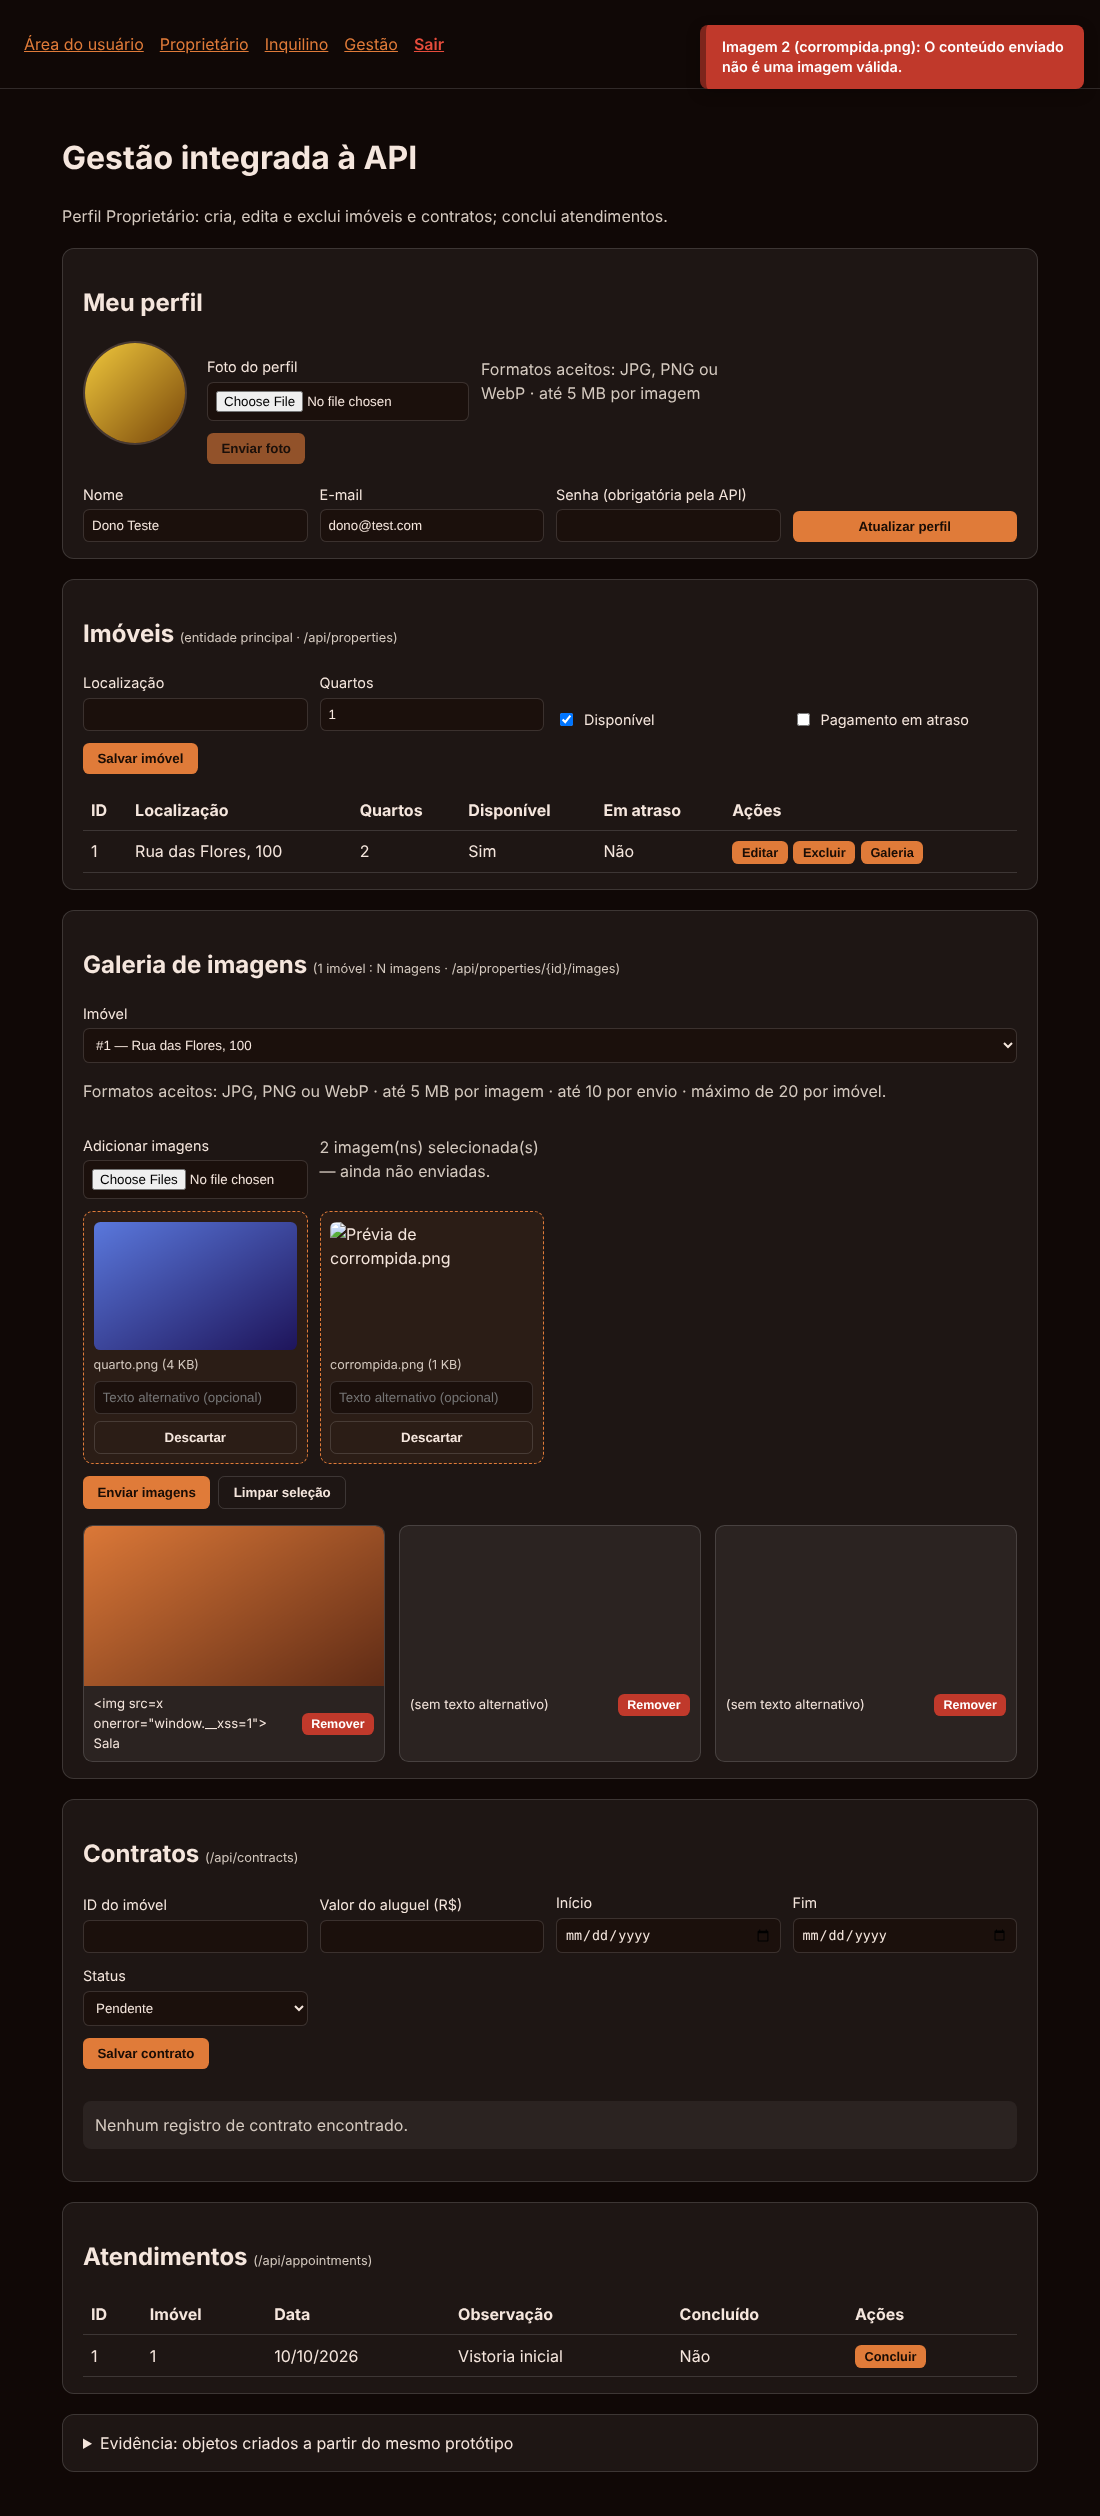 Área do usuário Proprietário Inquilino Gestão Sair
Imagem 2 (corrompida.png): O conteúdo enviado
não é uma imagem válida.
Gestão integrada à API
Perfil Proprietário: cria, edita e exclui imóveis e contratos; conclui atendimentos.
Meu perfil
Foto do perfil
Choose File No file chosen
Formatos aceitos: JPG, PNG ou
WebP · até 5 MB por imagem
Enviar foto
Nome E-mail Senha (obrigatória pela API)
Dono Teste dono@test.com Atualizar perfil
Imóveis (entidade principal · /api/properties)
Localização Quartos
1 Disponível Pagamento em atraso
Salvar imóvel
ID Localização Quartos Disponível Em atraso Ações
1 Rua das Flores, 100 2 Sim Não Editar Excluir Galeria
Galeria de imagens (1 imóvel : N imagens · /api/properties/{id}/images)
Imóvel
#1 — Rua das Flores, 100
Formatos aceitos: JPG, PNG ou WebP · até 5 MB por imagem · até 10 por envio · máximo de 20 por imóvel.
Adicionar imagens
Choose Files No file chosen
2 imagem(ns) selecionada(s)
— ainda não enviadas.
Prévia de
corrompida.png
quarto.png (4 KB) corrompida.png (1 KB)
Texto alternativo (opcional) Texto alternativo (opcional)
Descartar Descartar
Enviar imagens Limpar seleção
<img src=x
onerror="window.__xss=1">
Sala
Remover
(sem texto alternativo) Remover
(sem texto alternativo) Remover
Contratos (/api/contracts)
ID do imóvel Valor do aluguel (R$) Início Fim
mm/dd/yyyy mm/dd/yyyy
Status
Pendente
Salvar contrato
Nenhum registro de contrato encontrado.
Atendimentos (/api/appointments)
ID Imóvel Data Observação Concluído Ações
1 1 10/10/2026 Vistoria inicial Não Concluir
Evidência: objetos criados a partir do mesmo protótipo